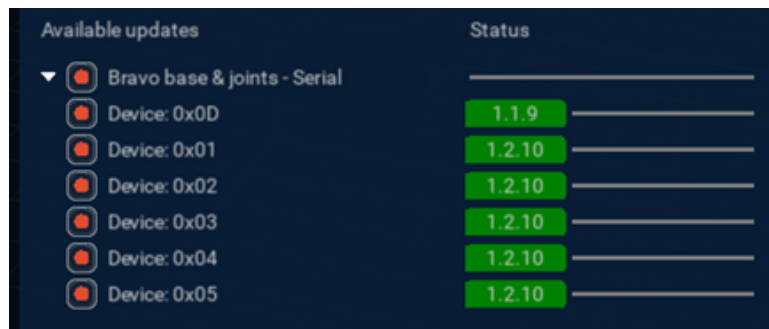 Available updates Status
Bravo base & joints - Serial
Device: 0x0D 1.1.9
Device: 0x01 1.2.10
Device: 0x02 1.2.10
Device: 0x03 1.2.10
Device: 0x04 1.2.10
Device: 0x05 1.2.10